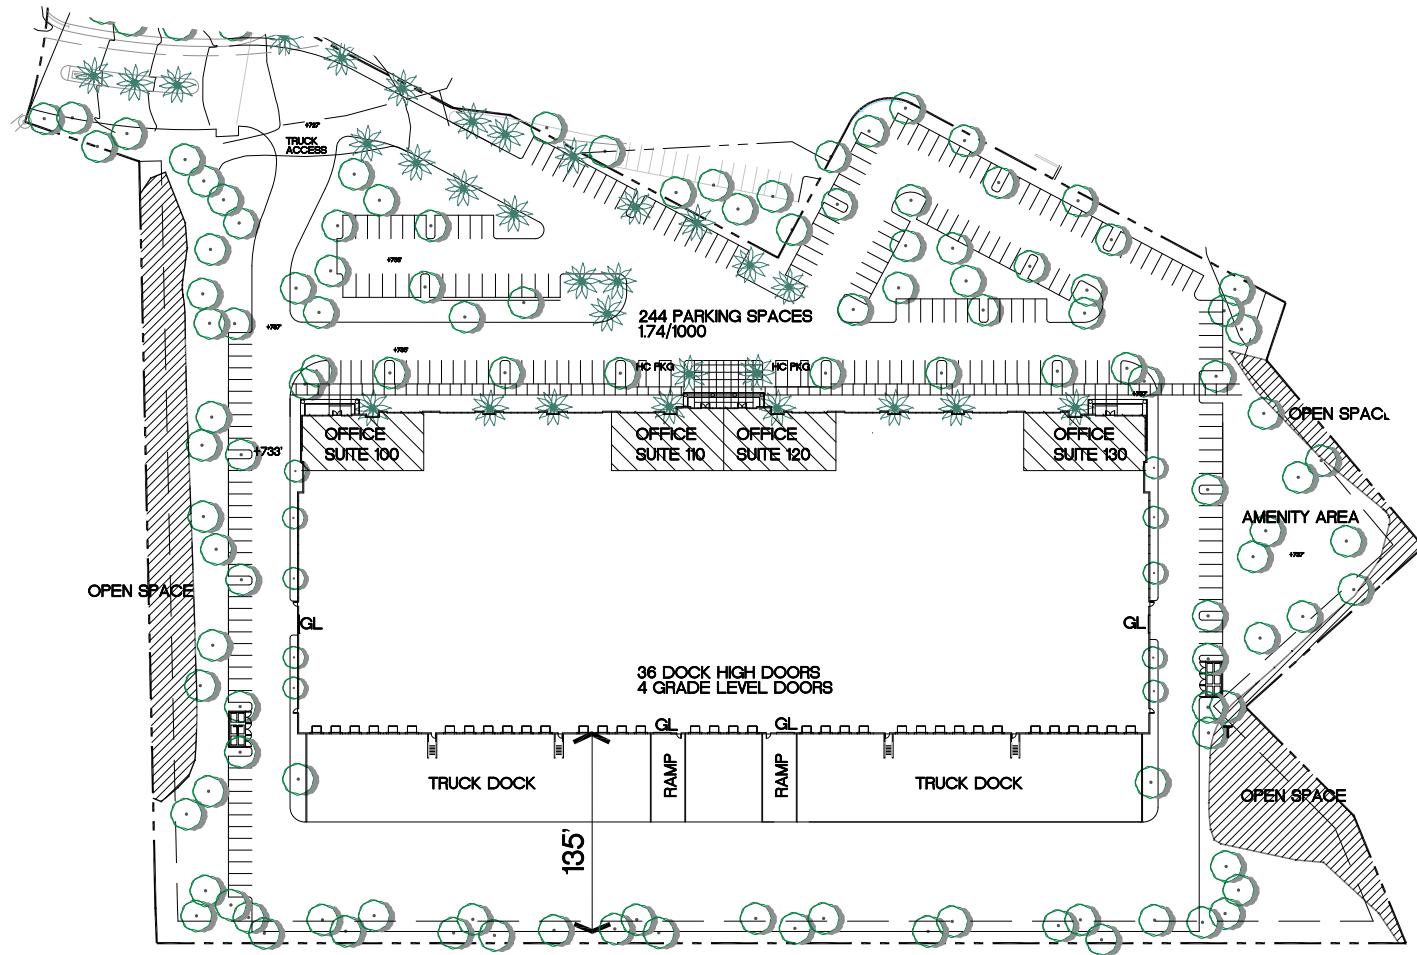 +727'
TRUCK
ACCESS
244 PARKING SPACES
1.74/1000
HC PKG
HC PKG
OPEN SPACE
OFFICE
SUITE 100
OFFICE
SUITE 110
OFFICE
SUITE 120
OFFICE
SUITE 130
+733'
AMENITY AREA
OPEN SPACE
GL
GL
36 DOCK HIGH DOORS
4 GRADE LEVEL DOORS
GL
GL
TRUCK DOCK
RAMP
RAMP
TRUCK DOCK
OPEN SPACE
135'